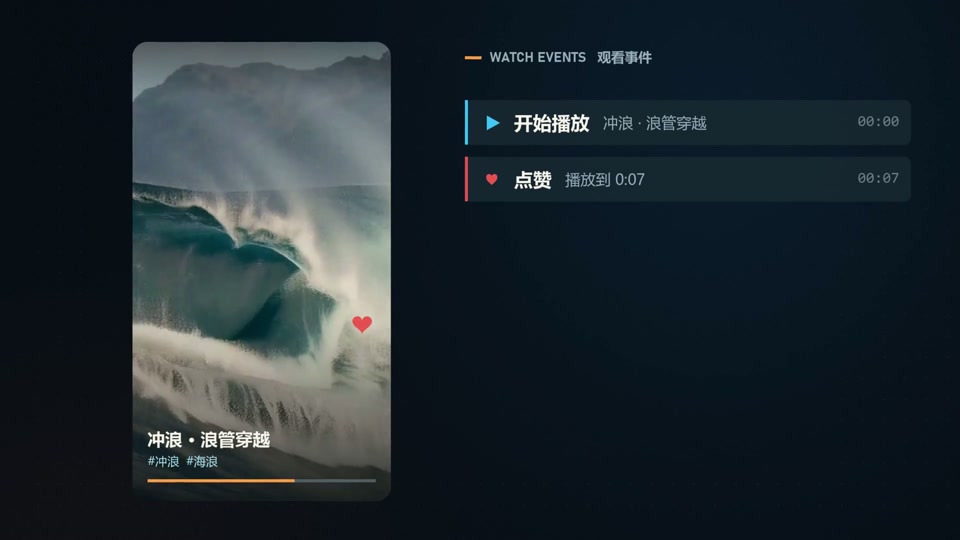 WATCH EVENTS 观看事件
开始播放 冲浪 · 浪管穿越 00:00
点赞 播放到 0:07 00:07
冲浪 · 浪管穿越
#冲浪 #海浪